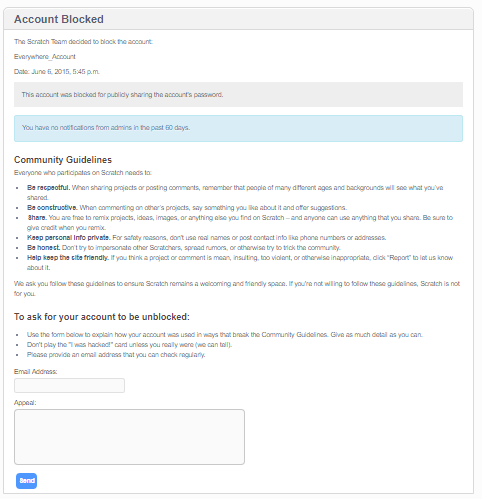 Account Blocked
The Scratch Team decided to block the account:
Everywhere_Account
Date: June 6, 2015, 5:45 p.m.
This account was blocked for publicly sharing the account's password.
You have no notifications from admins in the past 60 days.
Community Guidelines
Everyone who participates on Scratch needs to:
• Be respectful. When sharing projects or posting comments, remember that people of many different ages and backgrounds will see what you've
shared.
• Be constructive. When commenting on other's projects, say something you like about it and offer suggestions.
• Share. You are free to remix projects, ideas, images, or anything else you find on Scratch – and anyone can use anything that you share. Be sure to
give credit when you remix.
• Keep personal info private. For safety reasons, don't use real names or post contact info like phone numbers or addresses.
• Be honest. Don't try to impersonate other Scratchers, spread rumors, or otherwise try to trick the community.
• Help keep the site friendly. If you think a project or comment is mean, insulting, too violent, or otherwise inappropriate, click "Report" to let us know
about it.
We ask you follow these guidelines to ensure Scratch remains a welcoming and friendly space. If you're not willing to follow these guidelines, Scratch is not
for you.
To ask for your account to be unblocked:
• Use the form below to explain how your account was used in ways that break the Community Guidelines. Give as much detail as you can.
• Don't play the "I was hacked!" card unless you really were (we can tell).
• Please provide an email address that you can check regularly.
Email Address:
Appeal:
Send